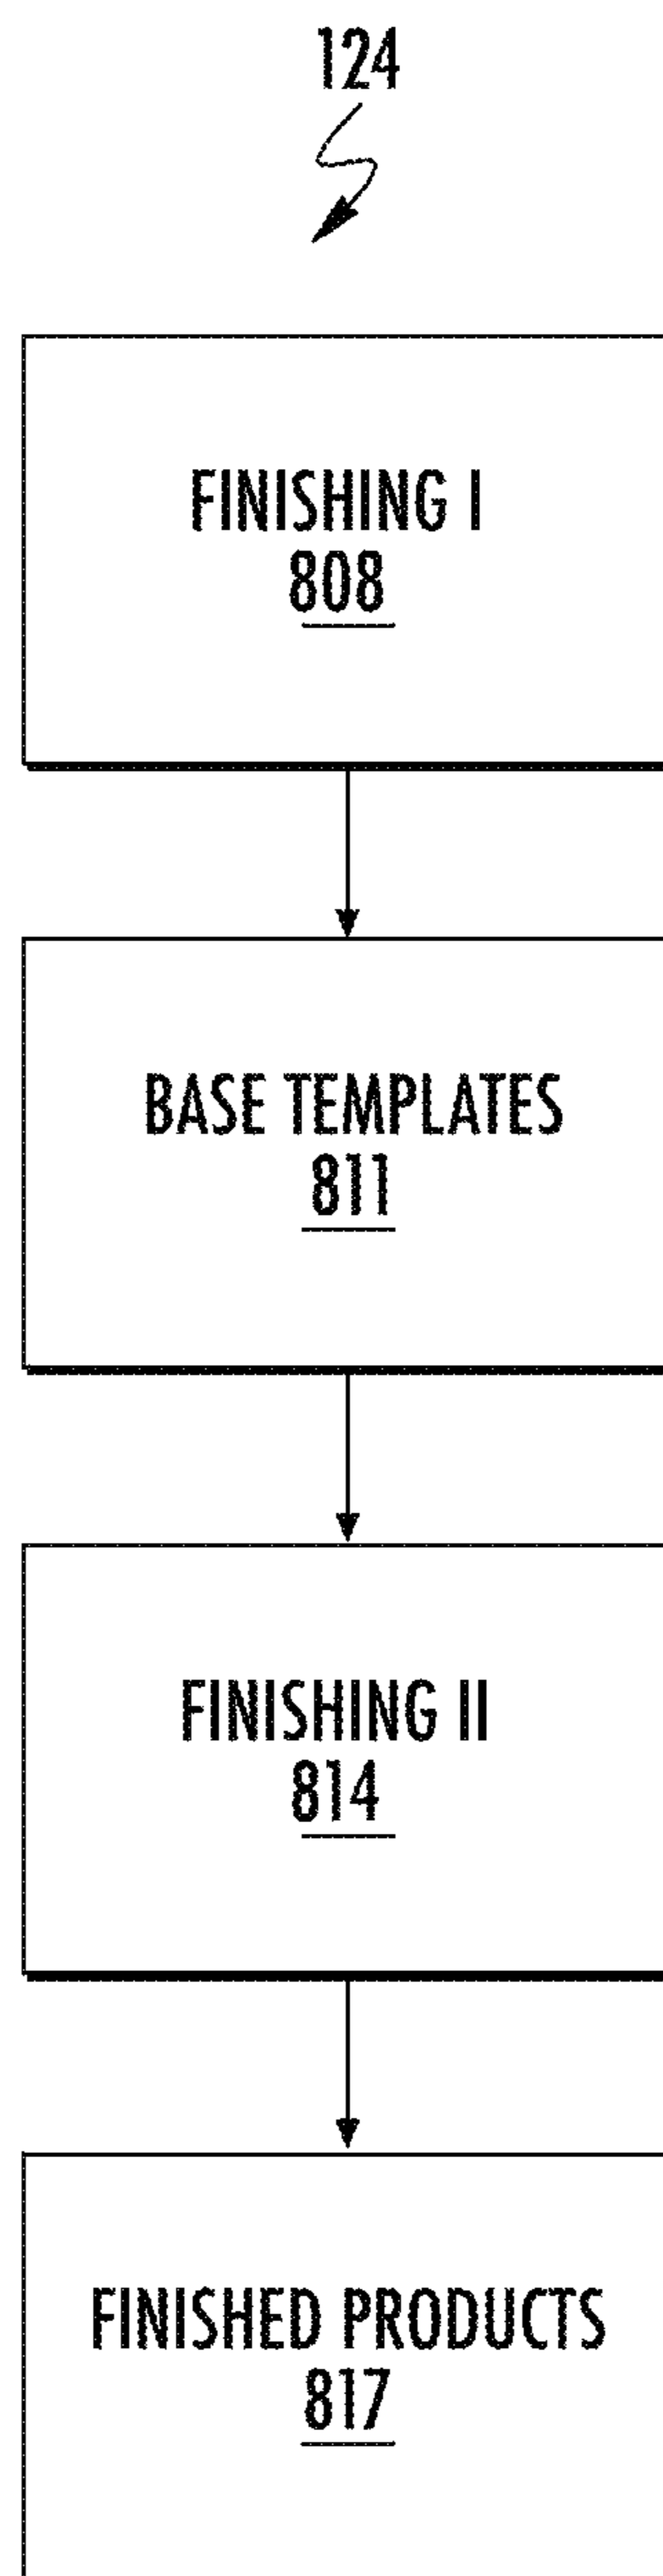 124
FINISHING I
808
BASE TEMPLATES
811
FINISHING II
814
FINISHED PRODUCTS
817